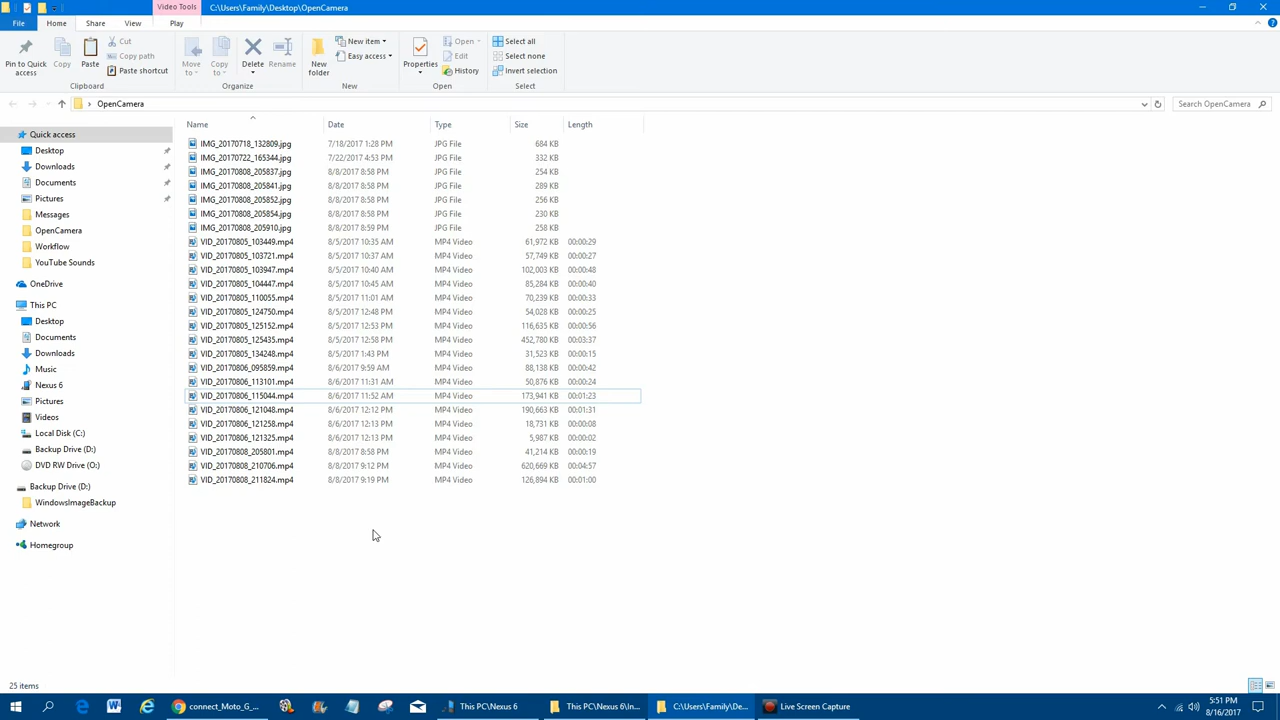 Video Tools
C:\Users\Family\Desktop\OpenCamera
File
Home
Share
View
Play
Pin to Quick access
Copy
Paste
Cut
Copy path
Paste shortcut
Clipboard
Move to
Copy to
Delete
Rename
Organize
New folder
New item
Easy access
New
Properties
Open
Edit
History
Open
Select all
Select none
Invert selection
Select
OpenCamera
Search OpenCamera
Name Date Type Size Length
IMG_20170718_132809.jpg 7/18/2017 1:28 PM JPG File 684 KB
IMG_20170722_165344.jpg 7/22/2017 4:53 PM JPG File 332 KB
IMG_20170808_205837.jpg 8/8/2017 8:58 PM JPG File 254 KB
IMG_20170808_205841.jpg 8/8/2017 8:58 PM JPG File 289 KB
IMG_20170808_205852.jpg 8/8/2017 8:58 PM JPG File 256 KB
IMG_20170808_205854.jpg 8/8/2017 8:58 PM JPG File 230 KB
IMG_20170808_205910.jpg 8/8/2017 8:59 PM JPG File 258 KB
VID_20170805_103449.mp4 8/5/2017 10:35 AM MP4 Video 61,972 KB 00:00:29
VID_20170805_103721.mp4 8/5/2017 10:37 AM MP4 Video 57,749 KB 00:00:27
VID_20170805_103947.mp4 8/5/2017 10:40 AM MP4 Video 102,003 KB 00:00:48
VID_20170805_104447.mp4 8/5/2017 10:45 AM MP4 Video 85,284 KB 00:00:40
VID_20170805_110055.mp4 8/5/2017 11:01 AM MP4 Video 70,239 KB 00:00:33
VID_20170805_124750.mp4 8/5/2017 12:48 PM MP4 Video 54,028 KB 00:00:25
VID_20170805_125152.mp4 8/5/2017 12:53 PM MP4 Video 116,635 KB 00:00:56
VID_20170805_125435.mp4 8/5/2017 12:58 PM MP4 Video 452,780 KB 00:03:37
VID_20170805_134248.mp4 8/5/2017 1:43 PM MP4 Video 31,523 KB 00:00:15
VID_20170806_095859.mp4 8/6/2017 9:59 AM MP4 Video 88,138 KB 00:00:42
VID_20170806_113101.mp4 8/6/2017 11:31 AM MP4 Video 50,876 KB 00:00:24
VID_20170806_115044.mp4 8/6/2017 11:52 AM MP4 Video 173,941 KB 00:01:23
VID_20170806_121048.mp4 8/6/2017 12:12 PM MP4 Video 190,663 KB 00:01:31
VID_20170806_121258.mp4 8/6/2017 12:13 PM MP4 Video 18,731 KB 00:00:08
VID_20170806_121325.mp4 8/6/2017 12:13 PM MP4 Video 5,987 KB 00:00:02
VID_20170808_205801.mp4 8/8/2017 8:58 PM MP4 Video 41,214 KB 00:00:19
VID_20170808_210706.mp4 8/8/2017 9:12 PM MP4 Video 620,669 KB 00:04:57
VID_20170808_211824.mp4 8/8/2017 9:19 PM MP4 Video 126,894 KB 00:01:00
Quick access
Desktop
Downloads
Documents
Pictures
Messages
OpenCamera
Workflow
YouTube Sounds
OneDrive
This PC
Desktop
Documents
Downloads
Music
Nexus 6
Pictures
Videos
Local Disk (C:)
Backup Drive (D:)
DVD RW Drive (O:)
Backup Drive (D:)
WindowsImageBackup
Network
Homegroup
25 items
connect_Moto_G_...
This PC\Nexus 6
This PC\Nexus 6\In...
C:\Users\Family\De...
Live Screen Capture
5:51 PM
8/16/2017